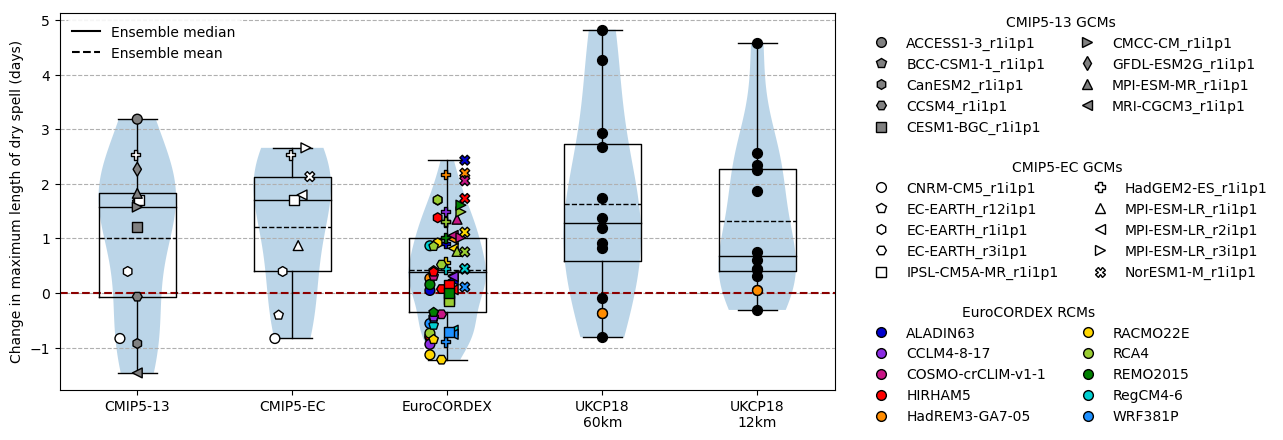 Change in maximum length of dry spell (days)
5
4
3
2
1
0
−1
Ensemble median
Ensemble mean
CMIP5-13
CMIP5-EC
EuroCORDEX
UKCP18
60km
UKCP18
12km
CMIP5-13 GCMs
ACCESS1-3_r1i1p1
BCC-CSM1-1_r1i1p1
CanESM2_r1i1p1
CCSM4_r1i1p1
CESM1-BGC_r1i1p1
CMCC-CM_r1i1p1
GFDL-ESM2G_r1i1p1
MPI-ESM-MR_r1i1p1
MRI-CGCM3_r1i1p1
CMIP5-EC GCMs
CNRM-CM5_r1i1p1
EC-EARTH_r12i1p1
EC-EARTH_r1i1p1
EC-EARTH_r3i1p1
IPSL-CM5A-MR_r1i1p1
HadGEM2-ES_r1i1p1
MPI-ESM-LR_r1i1p1
MPI-ESM-LR_r2i1p1
MPI-ESM-LR_r3i1p1
NorESM1-M_r1i1p1
EuroCORDEX RCMs
ALADIN63
CCLM4-8-17
COSMO-crCLIM-v1-1
HIRHAM5
HadREM3-GA7-05
RACMO22E
RCA4
REMO2015
RegCM4-6
WRF381P